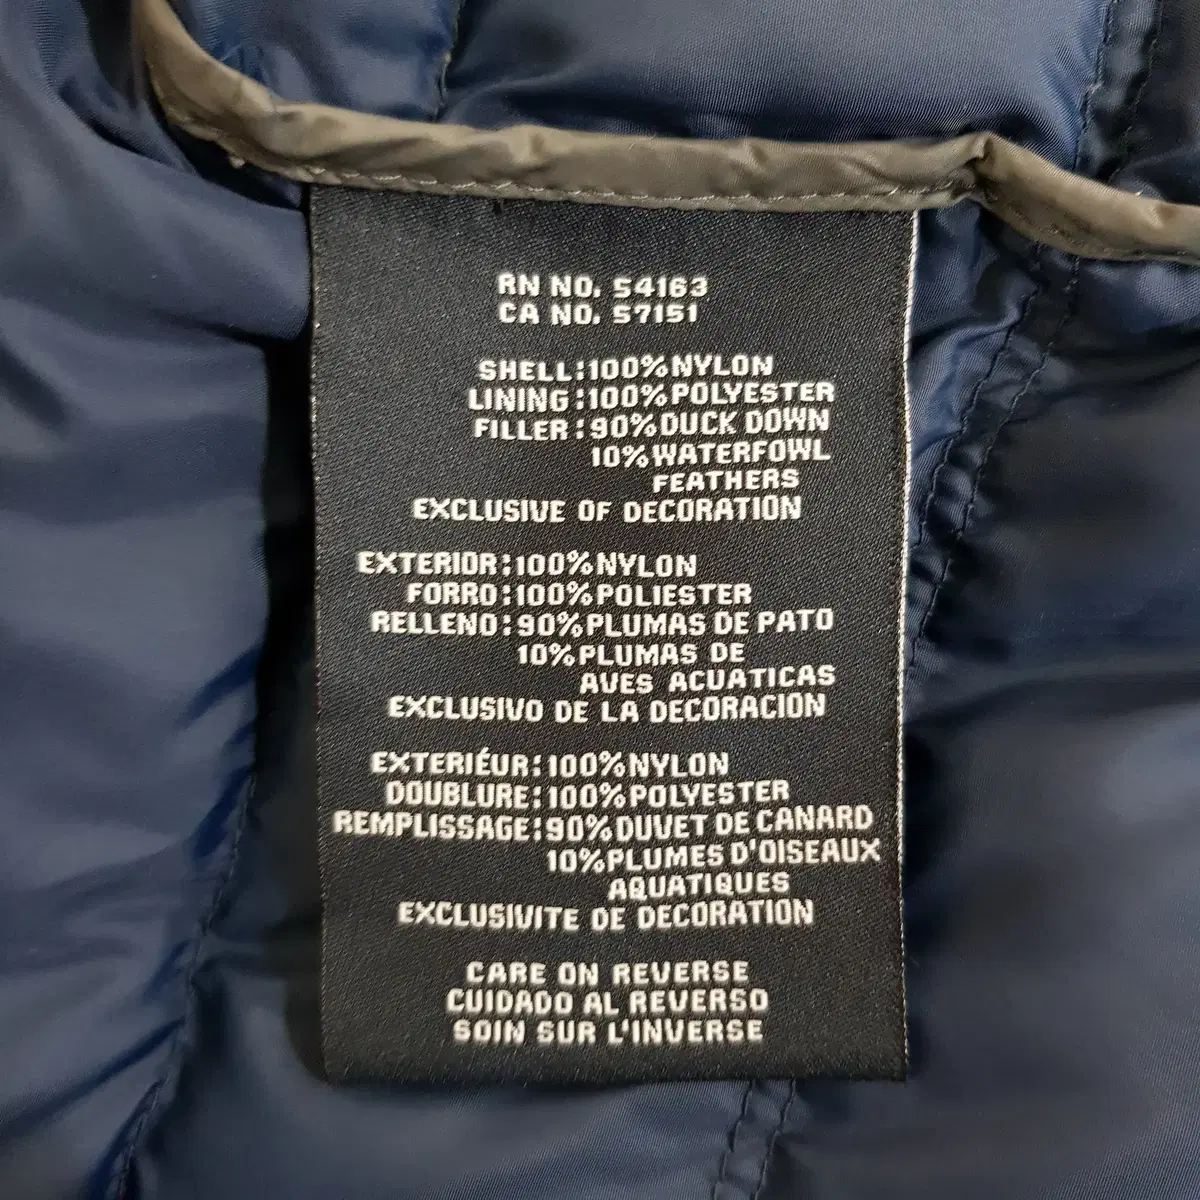 RN NO. 54163
CA NO. 57151
SHELL:100%NYLON
LINING:100%POLYESTER
FILLER:90%DUCK DOWN
10%WATERFOWL
FEATHERS
EXCLUSIVE OF DECORATION
EXTERIOR:100%NYLON
FORRO:100%POLIESTER
RELLENO:90%PLUMAS DE PATO
10%PLUMAS DE
AVES ACUATICAS
EXCLUSIVO DE LA DECORACION
EXTERIÉUR:100%NYLON
DOUBLURE:100%POLYESTER
REMPLISSAGE:90%DUVET DE CANARD
10%PLUMES D'OISEAUX
AQUATIQUES
EXCLUSIVITE DE DECORATION
CARE ON REVERSE
CUIDADO AL REVERSO
SOIN SUR L'INVERSE